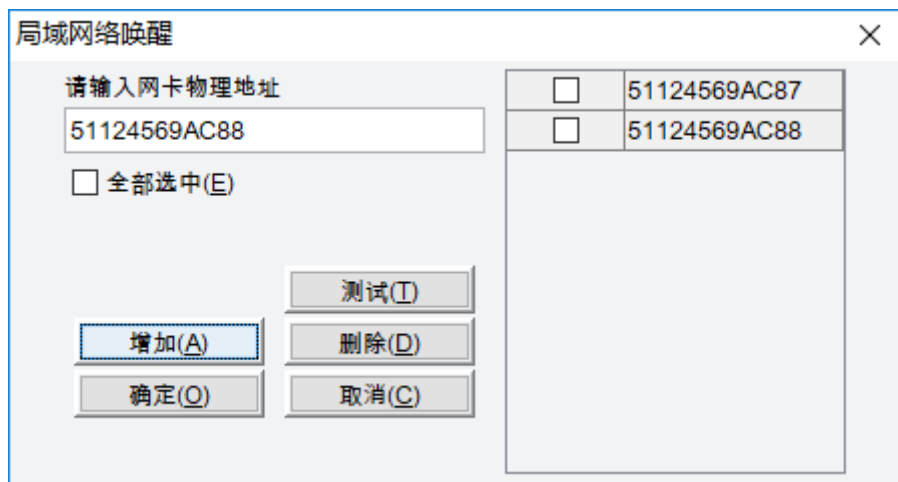 局域网络唤醒
请输入网卡物理地址
51124569AC88
全部选中(E)
51124569AC87
51124569AC88
测试(T)
增加(A)
删除(D)
确定(O)
取消(C)